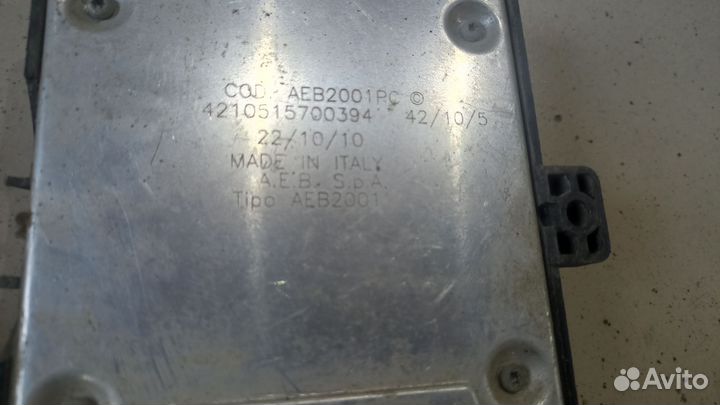 COD. AEB2001PC ©
4210515700394 42/10/5
22/10/10
MADE IN ITALY
A.E.B. S.p.A.
Tipo AEB2001
Avito